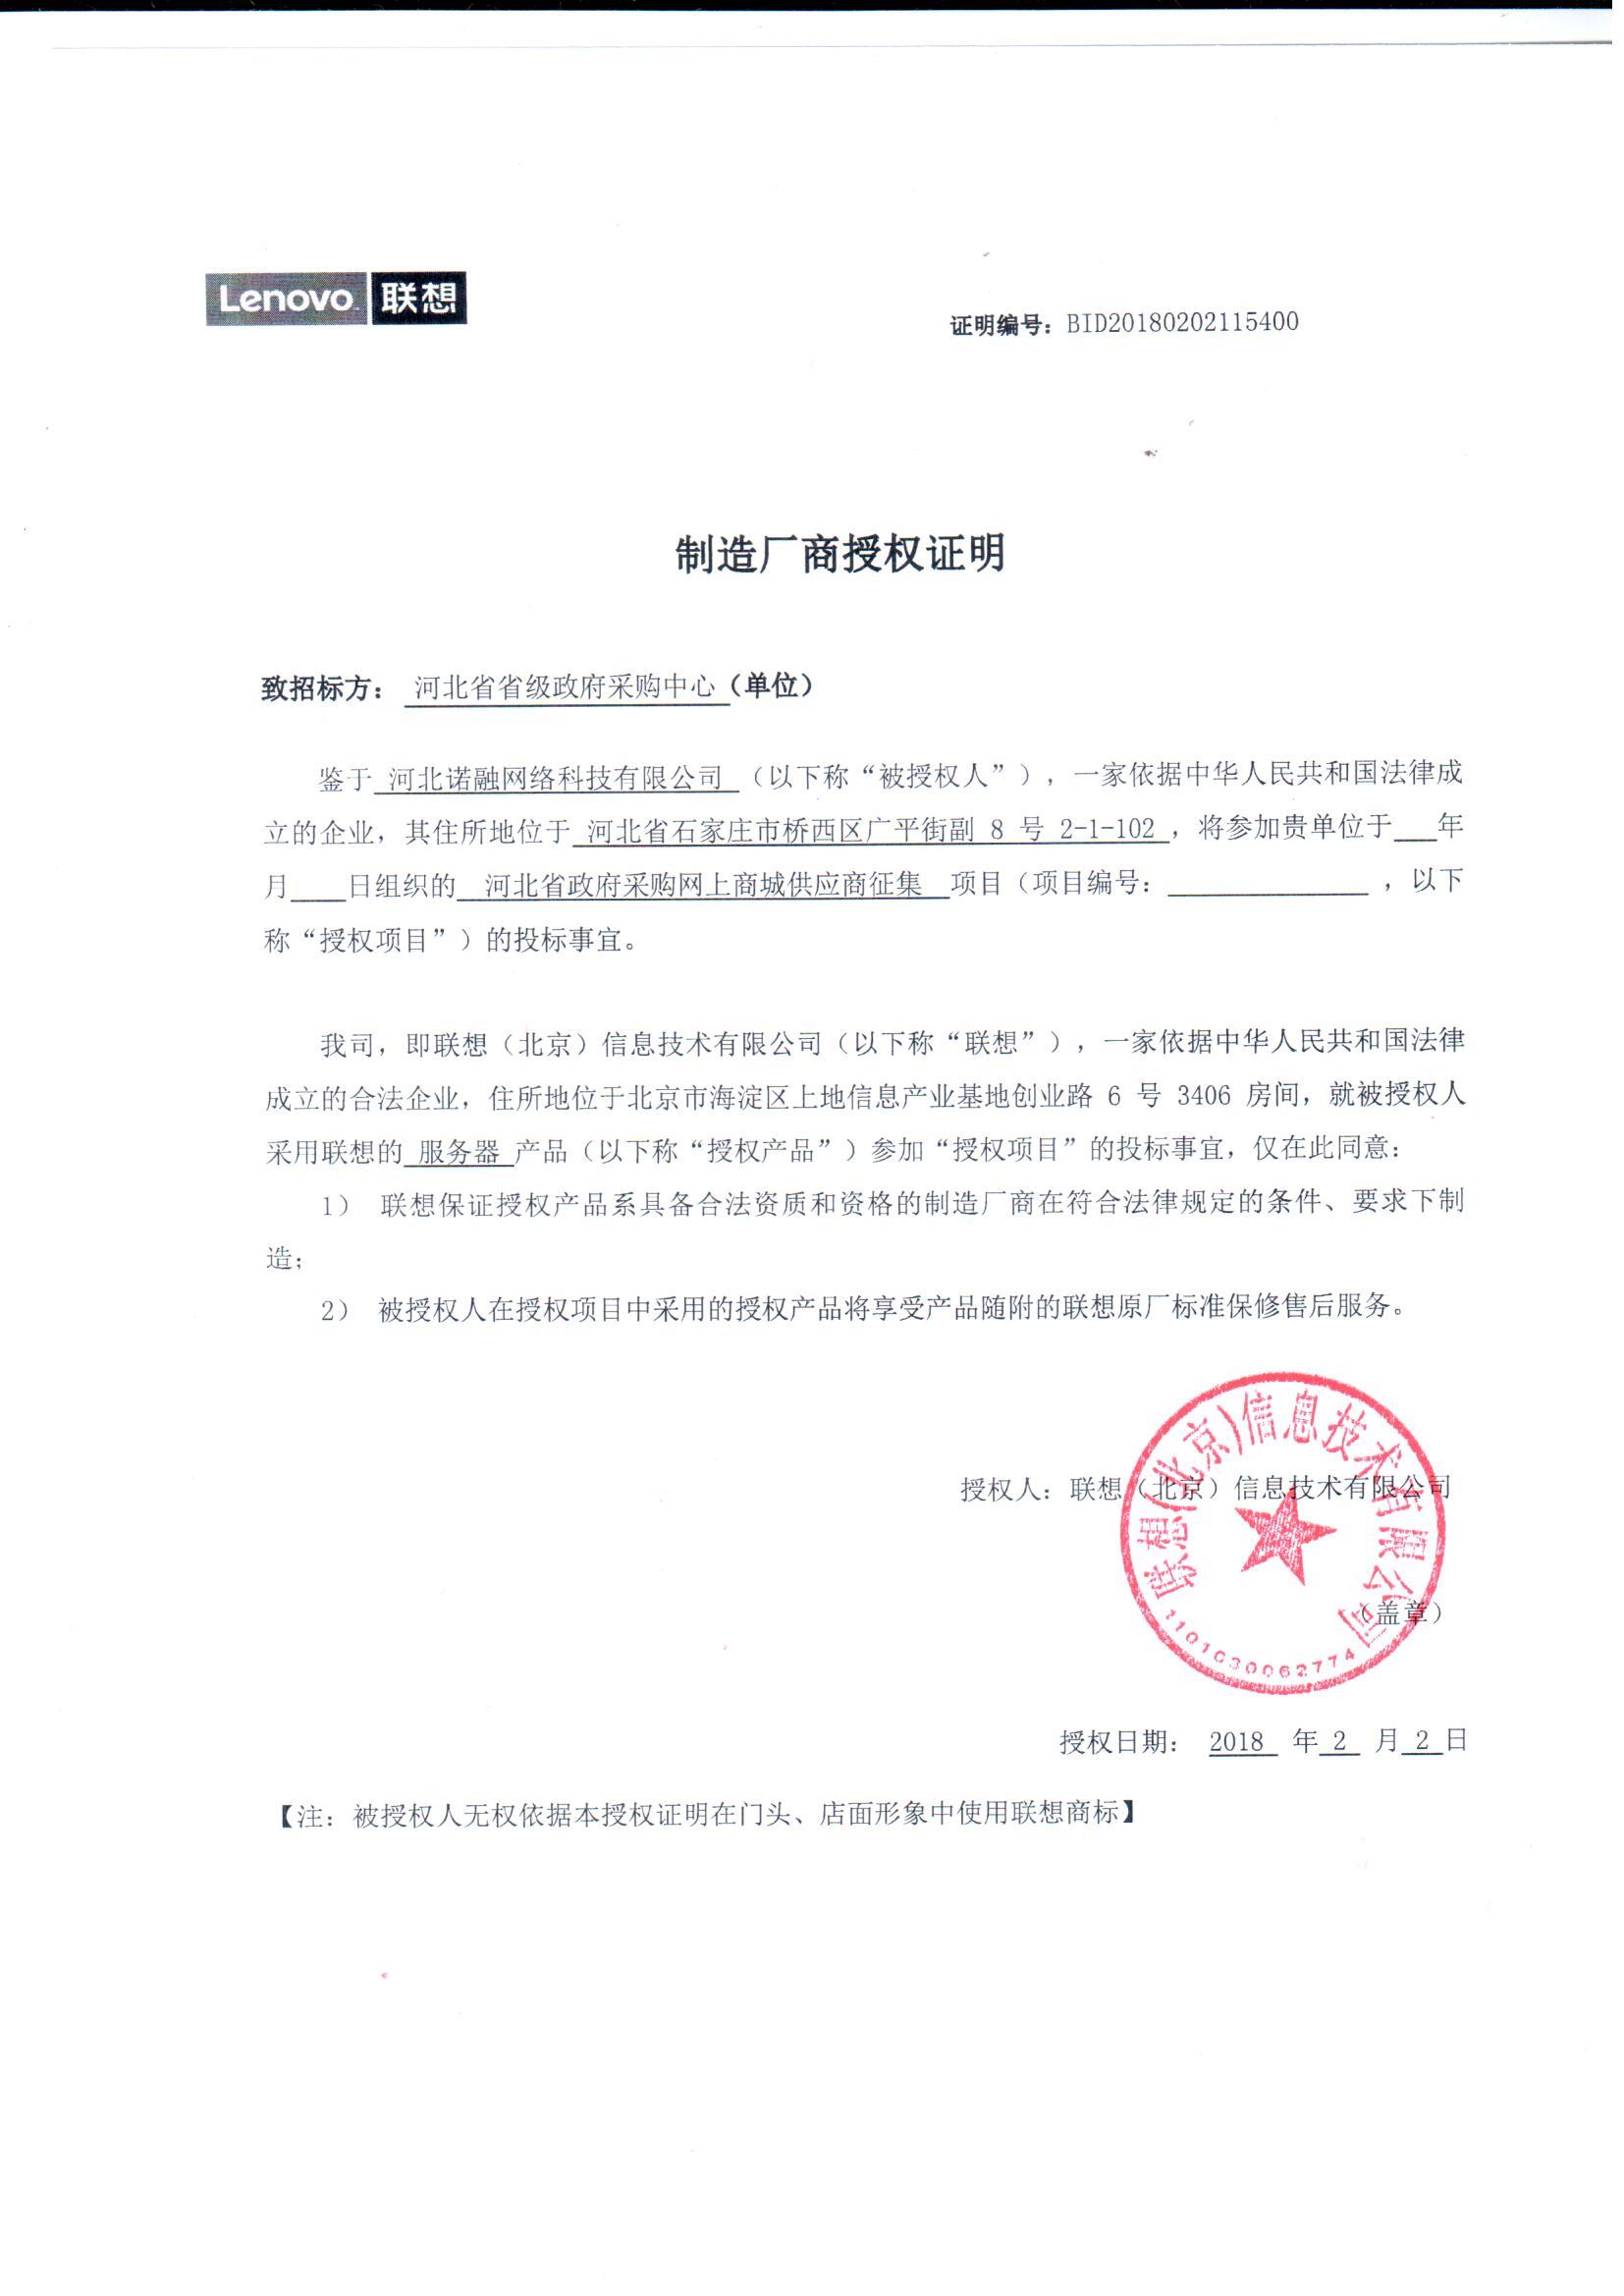 Lenovo 联想
证明编号：BID20180202115400
制造厂商授权证明
致招标方： 河北省省级政府采购中心（单位）
鉴于 河北诺融网络科技有限公司 （以下称“被授权人”），一家依据中华人民共和国法律成
立的企业，其住所地位于 河北省石家庄市桥西区广平街副 8 号 2-1-102 ，将参加贵单位于___年
月____日组织的 河北省政府采购网上商城供应商征集 项目（项目编号：______________ ，以下
称“授权项目”）的投标事宜。
我司，即联想（北京）信息技术有限公司（以下称“联想”），一家依据中华人民共和国法律
成立的合法企业，住所地位于北京市海淀区上地信息产业基地创业路 6 号 3406 房间，就被授权人
采用联想的 服务器 产品（以下称“授权产品”）参加“授权项目”的投标事宜，仅在此同意：
1） 联想保证授权产品系具备合法资质和资格的制造厂商在符合法律规定的条件、要求下制
造；
2） 被授权人在授权项目中采用的授权产品将享受产品随附的联想原厂标准保修售后服务。
授权人：联想（北京）信息技术有限公司
联想(北京)信息技术有限公司
（盖章）
1101030062774
授权日期： 2018 年 2 月 2 日
【注：被授权人无权依据本授权证明在门头、店面形象中使用联想商标】